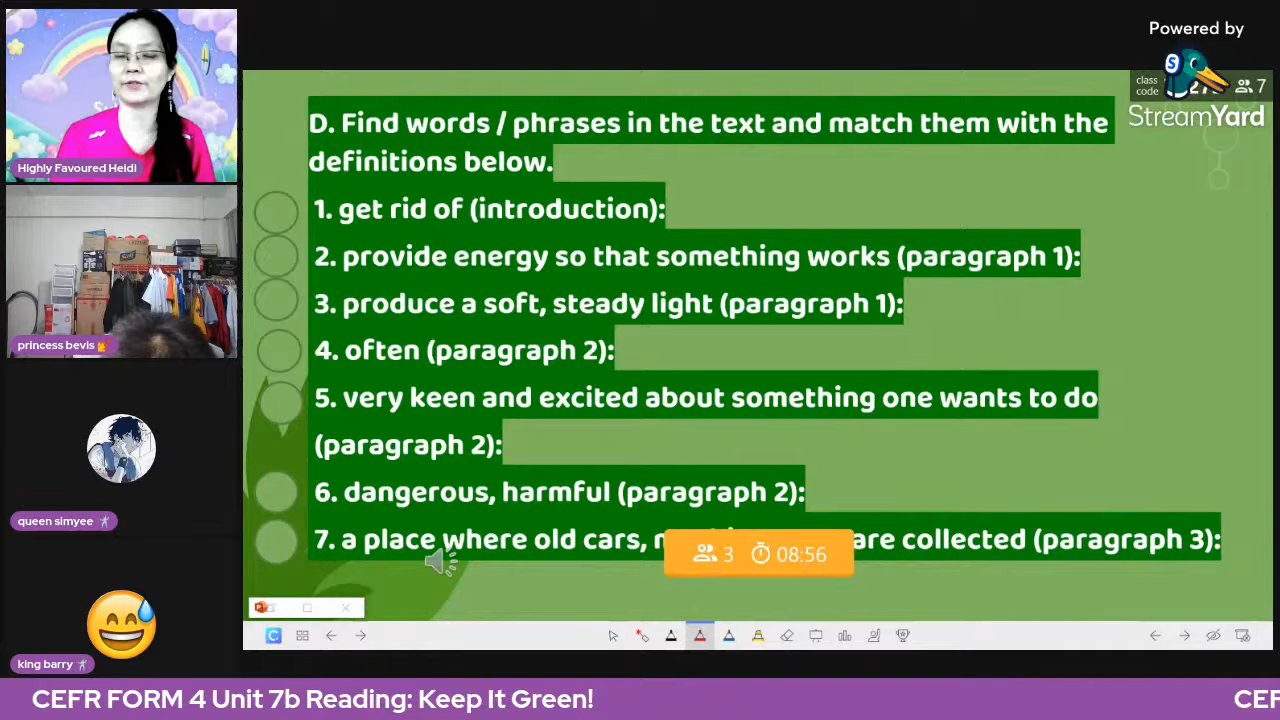 Powered by
StreamYard
class
code
7
Highly Favoured Heidi
princess bevis
queen simyee
king barry
D. Find words / phrases in the text and match them with the
definitions below.
1. get rid of (introduction):
2. provide energy so that something works (paragraph 1):
3. produce a soft, steady light (paragraph 1):
4. often (paragraph 2):
5. very keen and excited about something one wants to do
(paragraph 2):
6. dangerous, harmful (paragraph 2):
7. a place where old cars, are collected (paragraph 3):
3 08:56
CEFR FORM 4 Unit 7b Reading: Keep It Green!
CEF